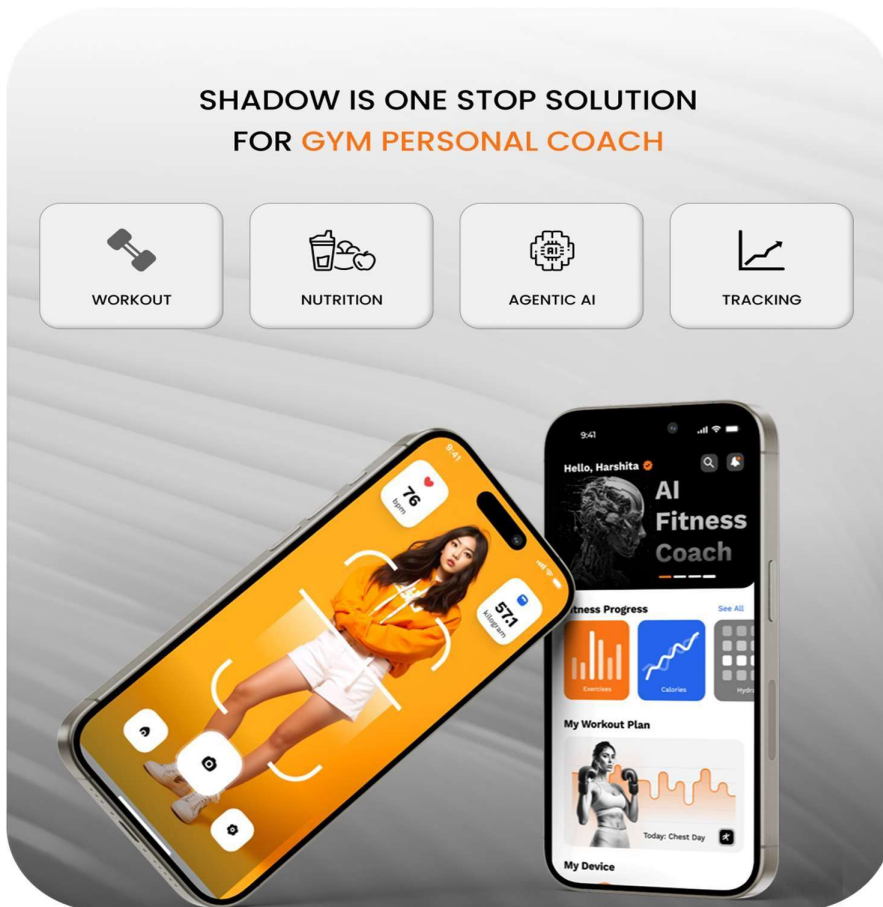 SHADOW IS ONE STOP SOLUTION
FOR GYM PERSONAL COACH
WORKOUT
NUTRITION
AGENTIC AI
TRACKING
9:41
76
bpm
57.1
kilogram
9:41
Hello, Harshita
AI
Fitness
Coach
itness Progress
See All
Exercises
Calories
Hydra
My Workout Plan
Today: Chest Day
My Device